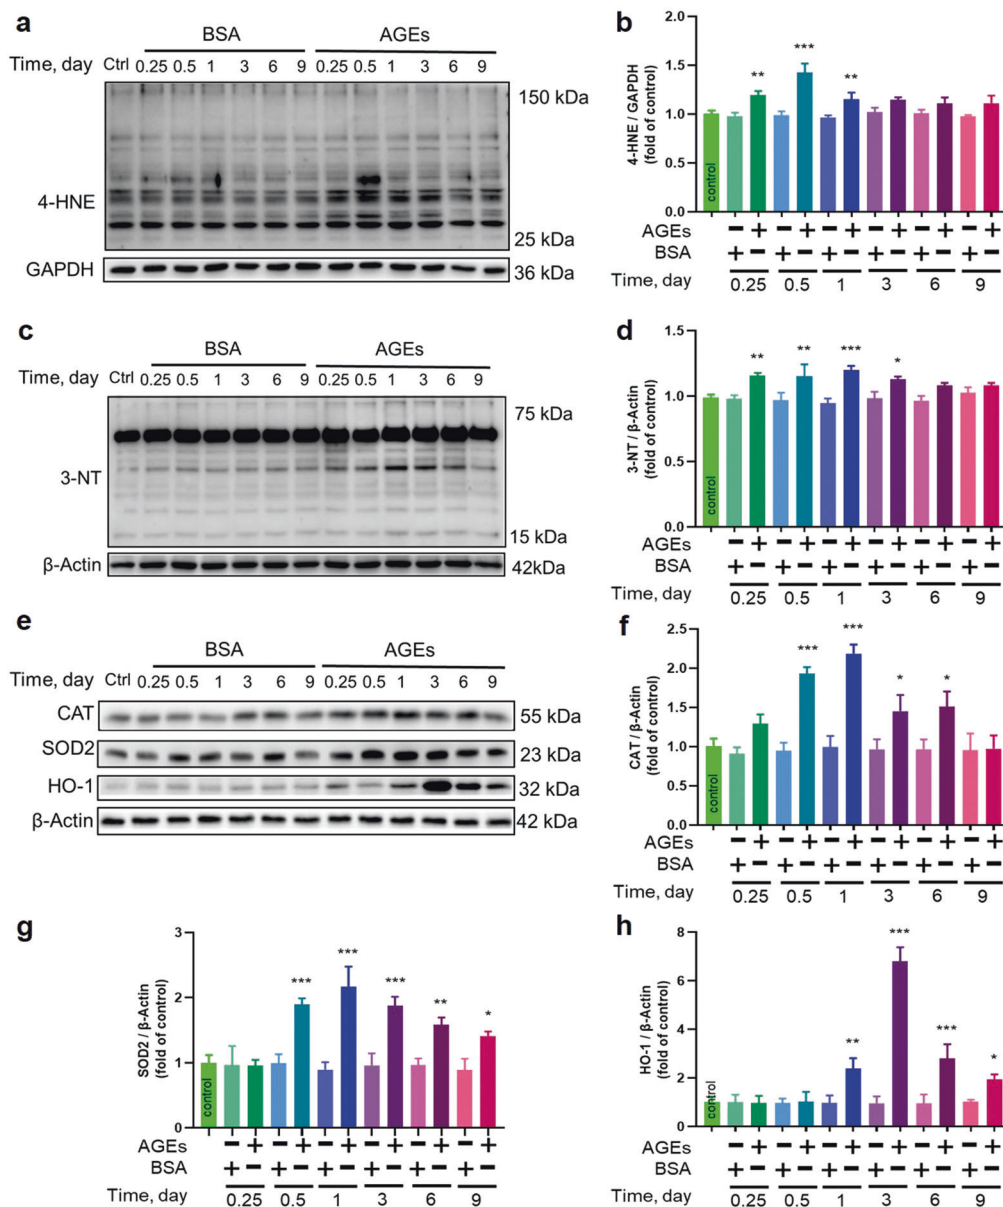 a
BSA AGEs
Time, day Ctrl 0.25 0.5 1 3 6 9 0.25 0.5 1 3 6 9
150 kDa
4-HNE
25 kDa
GAPDH 36 kDa
b
4-HNE / GAPDH
(fold of control)
2.0
1.5
1.0
0.5
0.0
** *** **
control
AGEs - + - + - + - + - + - +
BSA + - + - + - + - + - + -
Time, day 0.25 0.5 1 3 6 9
c
BSA AGEs
Time, day Ctrl 0.25 0.5 1 3 6 9 0.25 0.5 1 3 6 9
75 kDa
3-NT
15 kDa
β-Actin 42kDa
d
3-NT / β-Actin
(fold of control)
1.5
1.0
0.5
0.0
** ** *** *
control
AGEs - + - + - + - + - + - +
BSA + - + - + - + - + - + -
Time, day 0.25 0.5 1 3 6 9
e
BSA AGEs
Time, day Ctrl 0.25 0.5 1 3 6 9 0.25 0.5 1 3 6 9
CAT 55 kDa
SOD2 23 kDa
HO-1 32 kDa
β-Actin 42 kDa
f
CAT / β-Actin
(fold of control)
2.5
2.0
1.5
1.0
0.5
0.0
*** *** * *
control
AGEs - + - + - + - + - + - +
BSA + - + - + - + - + - + -
Time, day 0.25 0.5 1 3 6 9
g
SOD2 / β-Actin
(fold of control)
3
2
1
0
*** *** *** ** *
control
AGEs - + - + - + - + - + - +
BSA + - + - + - + - + - + -
Time, day 0.25 0.5 1 3 6 9
h
HO-1 / β-Actin
(fold of control)
8
6
4
2
0
** *** *** *
control
AGEs - + - + - + - + - + - +
BSA + - + - + - + - + - + -
Time, day 0.25 0.5 1 3 6 9